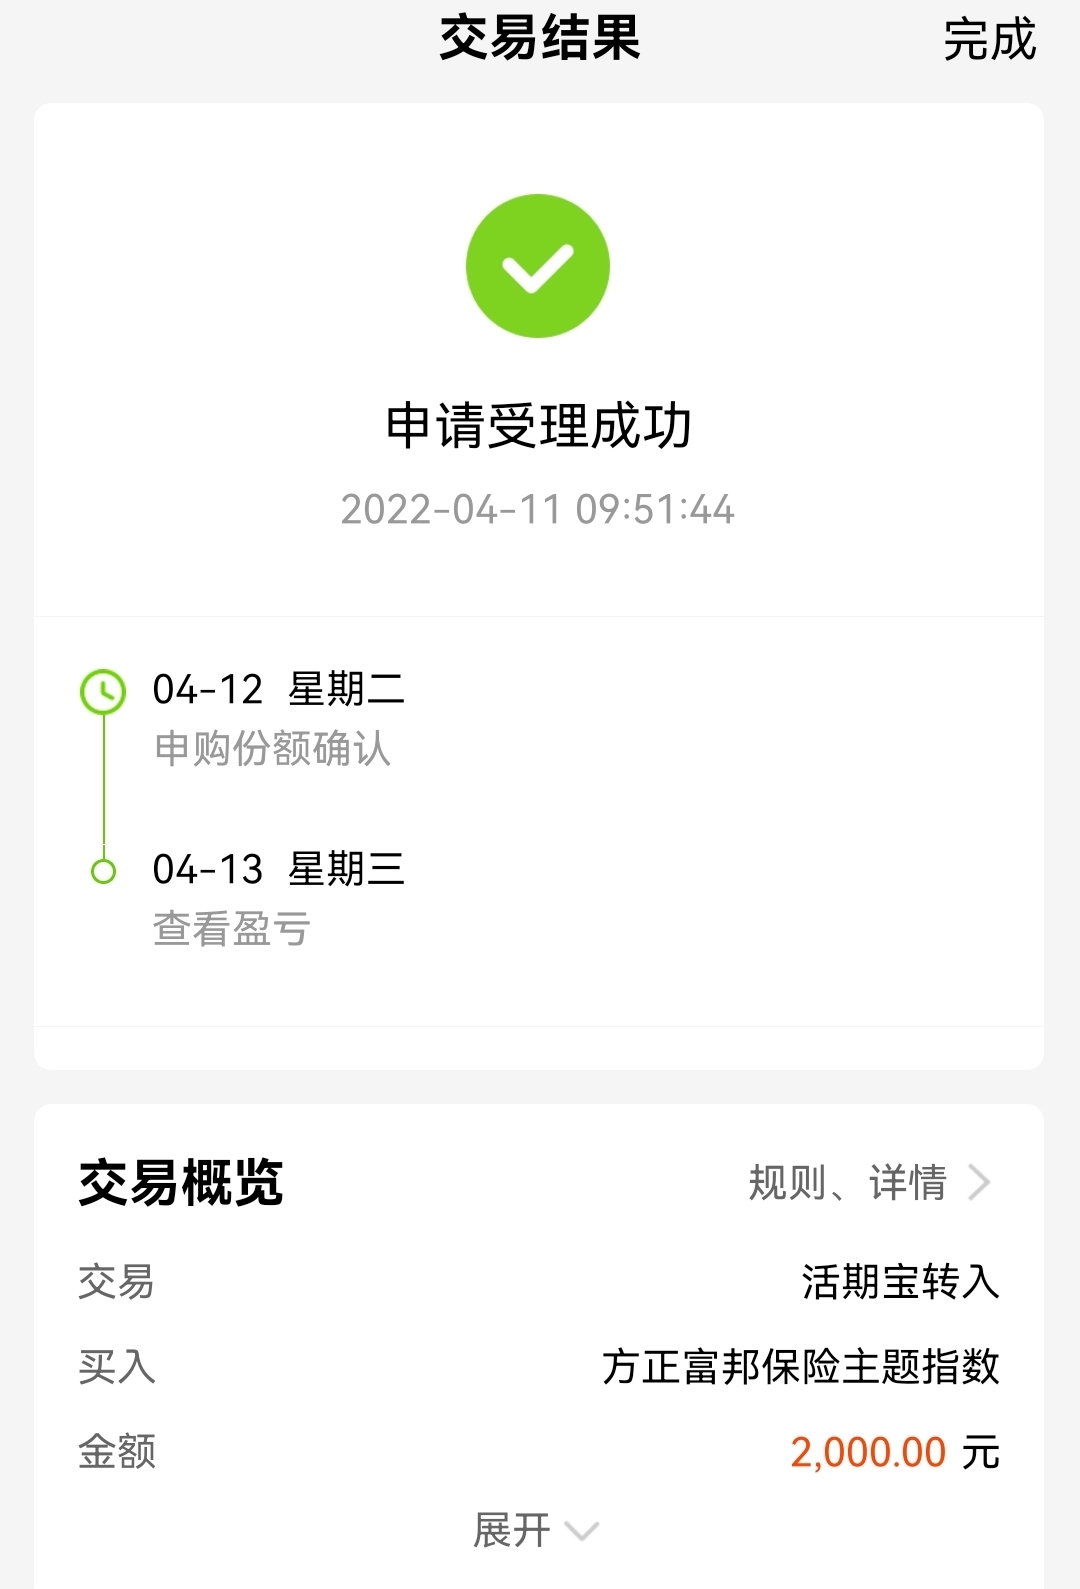 交易结果 完成
申请受理成功
2022-04-11 09:51:44
04-12 星期二
申购份额确认
04-13 星期三
查看盈亏
交易概览 规则、详情
交易 活期宝转入
买入 方正富邦保险主题指数
金额 2,000.00 元
展开